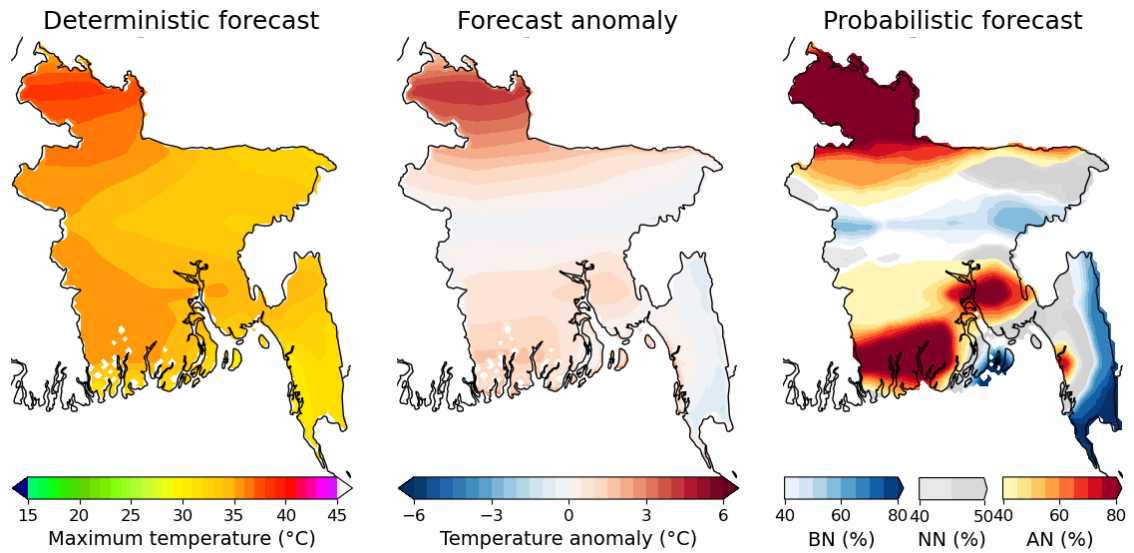 Deterministic forecast
Forecast anomaly
Probabilistic forecast
15 20 25 30 35 40 45
Maximum temperature (°C)
−6 −3 0 3 6
Temperature anomaly (°C)
40 60 80
BN (%)
40 50
NN (%)
40 60 80
AN (%)